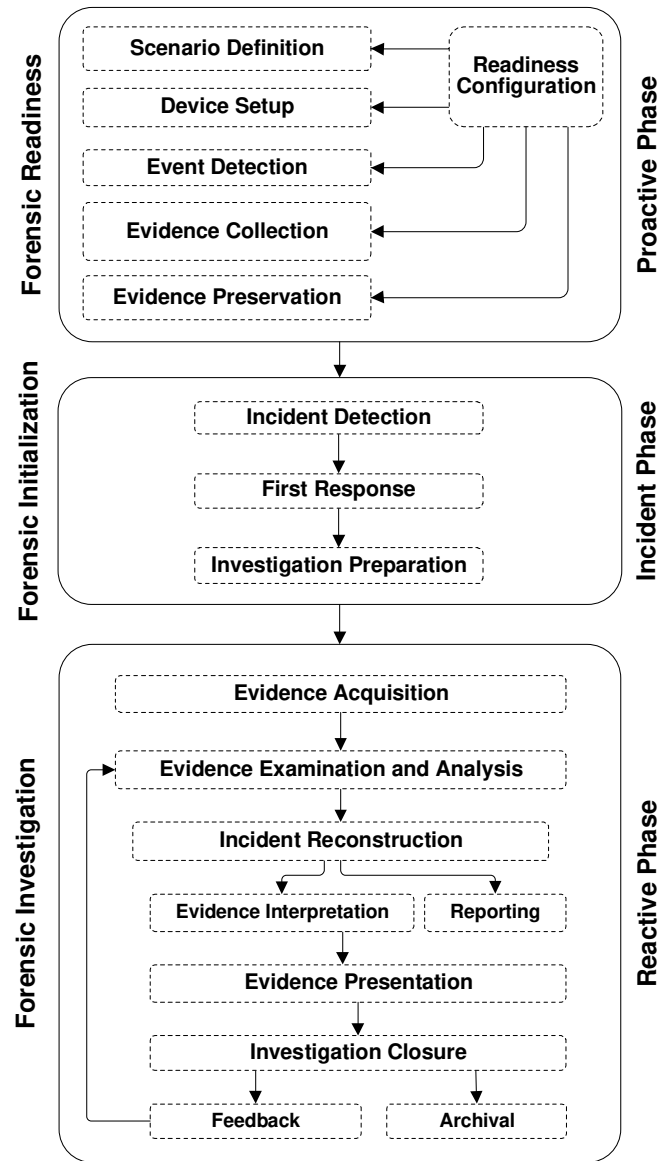 Forensic Readiness
Proactive Phase
Scenario Definition
Readiness
Configuration
Device Setup
Event Detection
Evidence Collection
Evidence Preservation
Forensic Initialization
Incident Phase
Incident Detection
First Response
Investigation Preparation
Forensic Investigation
Reactive Phase
Evidence Acquisition
Evidence Examination and Analysis
Incident Reconstruction
Evidence Interpretation
Reporting
Evidence Presentation
Investigation Closure
Feedback
Archival